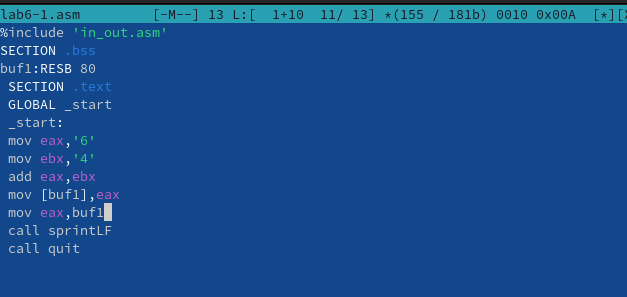 lab6-1.asm [-M--] 13 L:[ 1+10 11/ 13] *(155 / 181b) 0010 0x00A [*][
%include 'in_out.asm'
SECTION .bss
buf1:RESB 80
SECTION .text
GLOBAL _start
_start:
mov eax,'6'
mov ebx,'4'
add eax,ebx
mov [buf1],eax
mov eax,buf1
call sprintLF
call quit